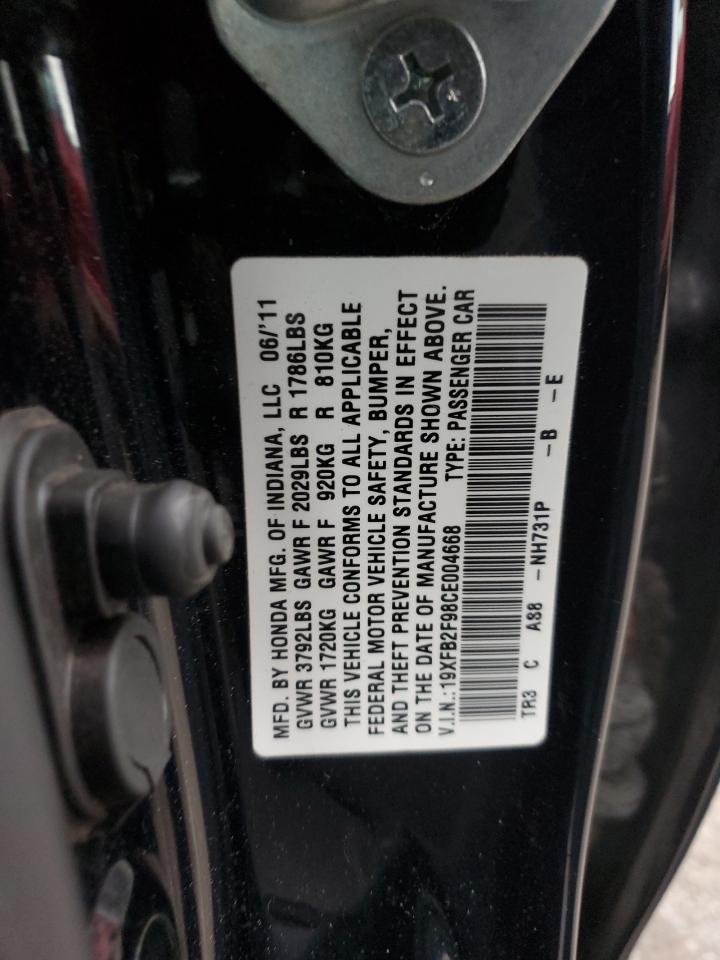 MFD. BY HONDA MFG. OF INDIANA, LLC 06/'11
GVWR 3792LBS GAWR F 2029LBS R 1786LBS
GVWR 1720KG GAWR F 920KG R 810KG
THIS VEHICLE CONFORMS TO ALL APPLICABLE
FEDERAL MOTOR VEHICLE SAFETY, BUMPER,
AND THEFT PREVENTION STANDARDS IN EFFECT
ON THE DATE OF MANUFACTURE SHOWN ABOVE.
V.I.N.:19XFB2F98CE004668 TYPE: PASSENGER CAR
TR3 C A88 -NH731P -B -E